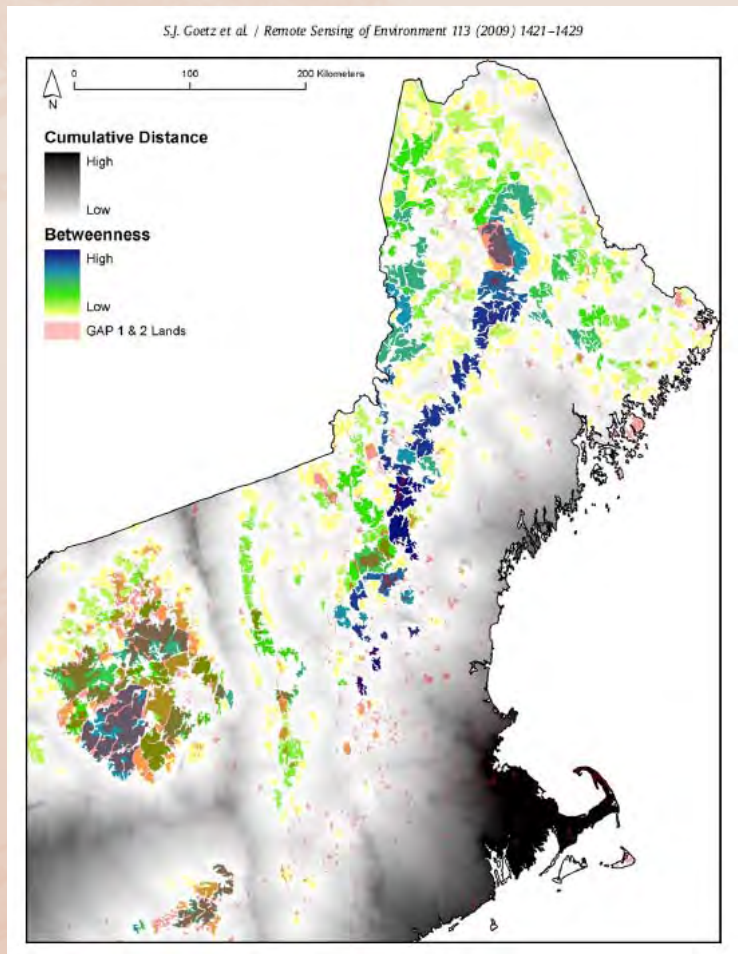 S.J. Goetz et al. / Remote Sensing of Environment 113 (2009) 1421–1429
0 100 200 Kilometers
N
Cumulative Distance
High
Low
Betweenness
High
Low
GAP 1 & 2 Lands